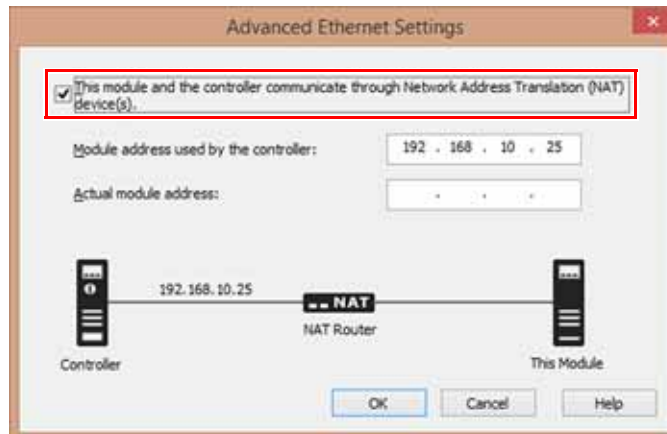 Advanced Ethernet Settings
This module and the controller communicate through Network Address Translation (NAT)
device(s).
Module address used by the controller: 192 . 168 . 10 . 25
Actual module address: . . .
192.168.10.25
NAT
NAT Router
Controller
This Module
OK Cancel Help